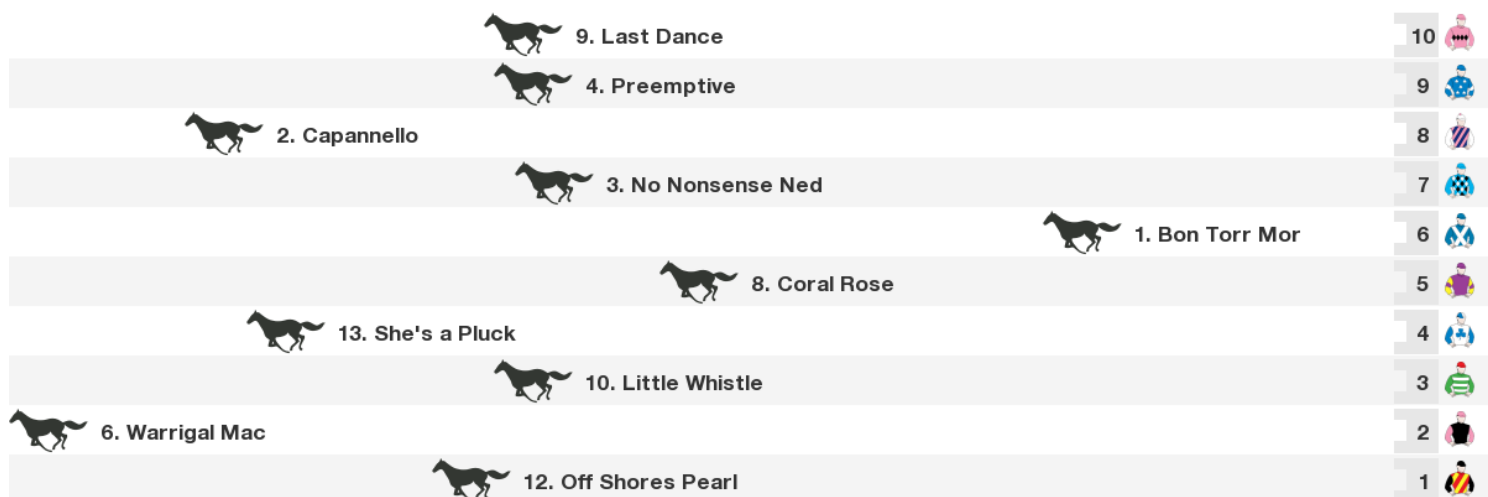 9. Last Dance 10
4. Preemptive 9
2. Capannello 8
3. No Nonsense Ned 7
1. Bon Torr Mor 6
8. Coral Rose 5
13. She's a Pluck 4
10. Little Whistle 3
6. Warrigal Mac 2
12. Off Shores Pearl 1